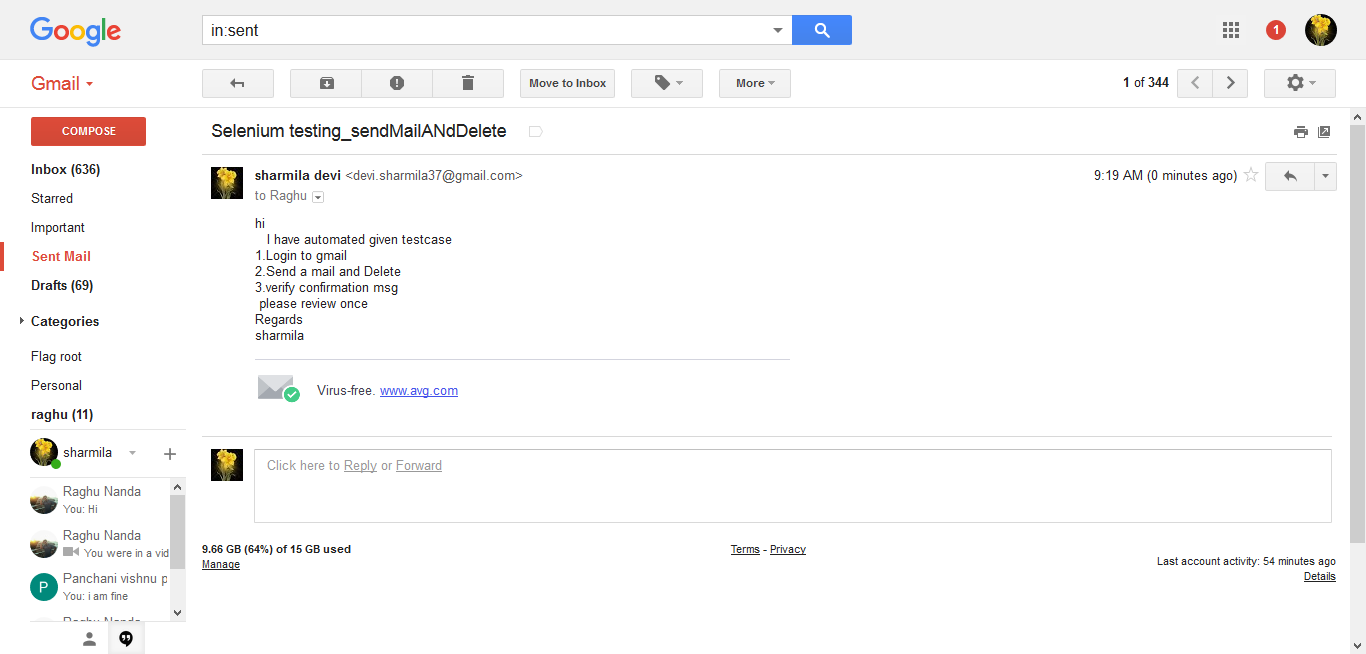 Google
in:sent
1
Gmail
Move to Inbox
More
1 of 344
COMPOSE
Inbox (636)
Starred
Important
Sent Mail
Drafts (69)
Categories
Flag root
Personal
raghu (11)
sharmila
Raghu Nanda
You: Hi
Raghu Nanda
You were in a vid
Panchani vishnu p
P
You: i am fine
Raghu Nanda
Selenium testing_sendMailANdDelete
sharmila devi <devi.sharmila37@gmail.com>
9:19 AM (0 minutes ago)
to Raghu
hi
I have automated given testcase
1.Login to gmail
2.Send a mail and Delete
3.verify confirmation msg
please review once
Regards
sharmila
Virus-free. www.avg.com
Click here to Reply or Forward
9.66 GB (64%) of 15 GB used
Manage
Terms - Privacy
Last account activity: 54 minutes ago
Details